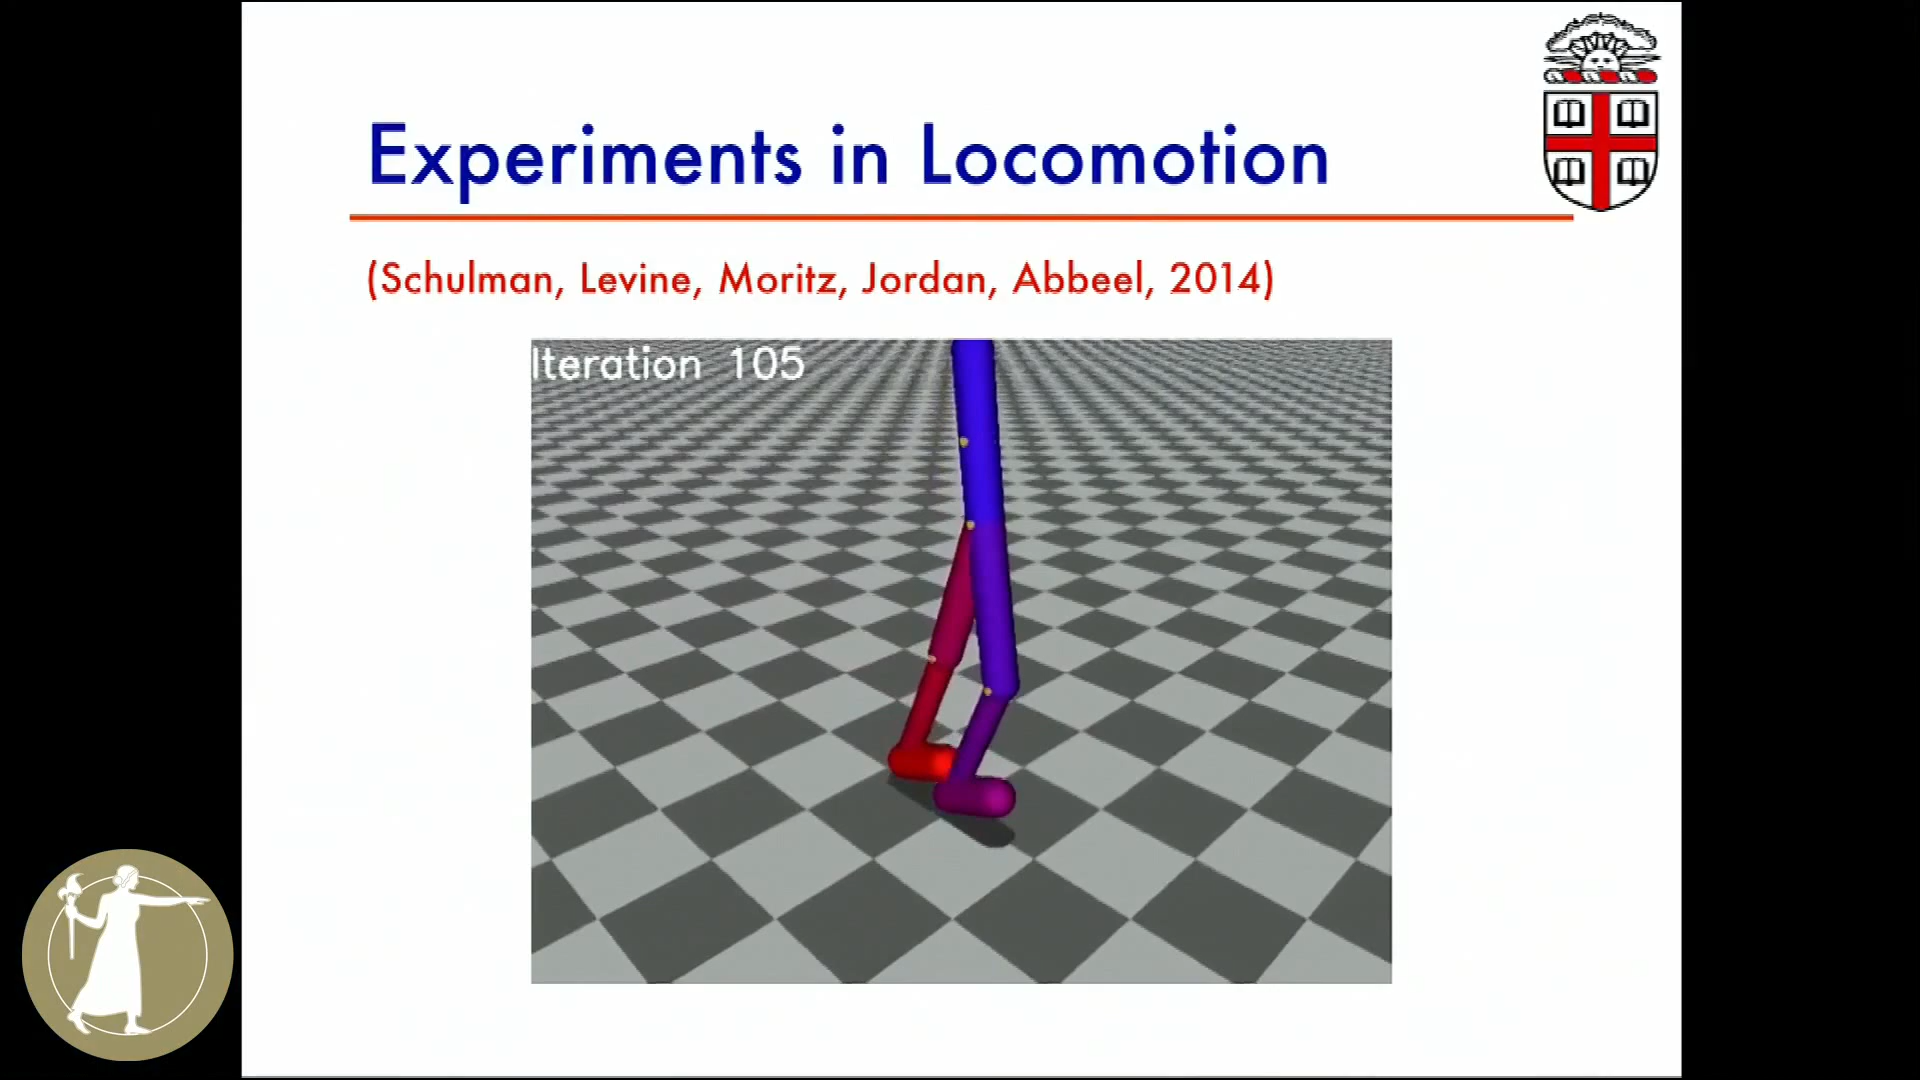 Experiments in Locomotion
(Schulman, Levine, Moritz, Jordan, Abbeel, 2014)
Iteration 105